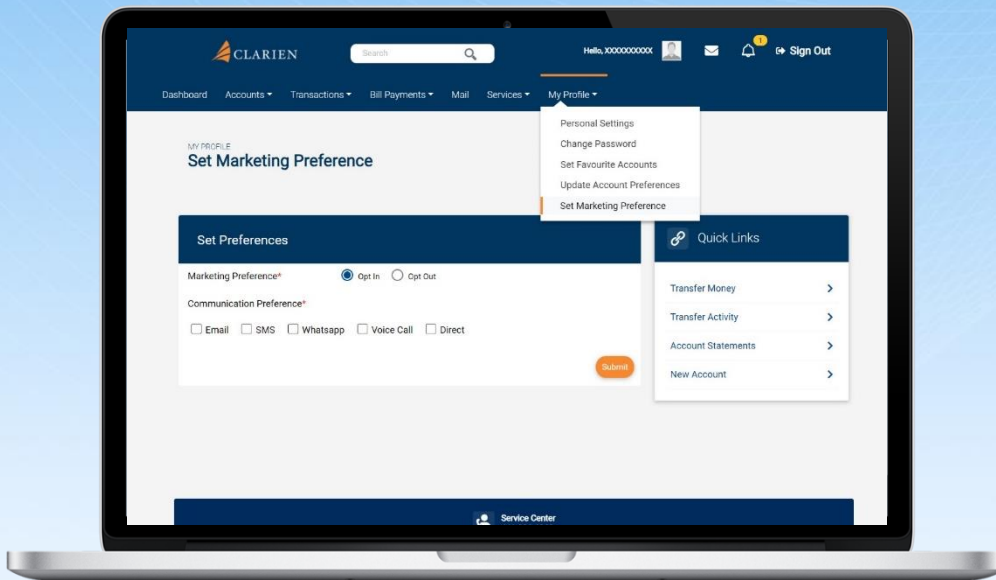 CLARIEN
Search
Hello, XXXXXXXXXX
1
Sign Out
Dashboard Accounts Transactions Bill Payments Mail Services My Profile
Personal Settings
Change Password
Set Favourite Accounts
Update Account Preferences
Set Marketing Preference
MY PROFILE
Set Marketing Preference
Set Preferences
Marketing Preference* Opt In Opt Out
Communication Preference*
Email SMS Whatsapp Voice Call Direct
Submit
Quick Links
Transfer Money
Transfer Activity
Account Statements
New Account
Service Center